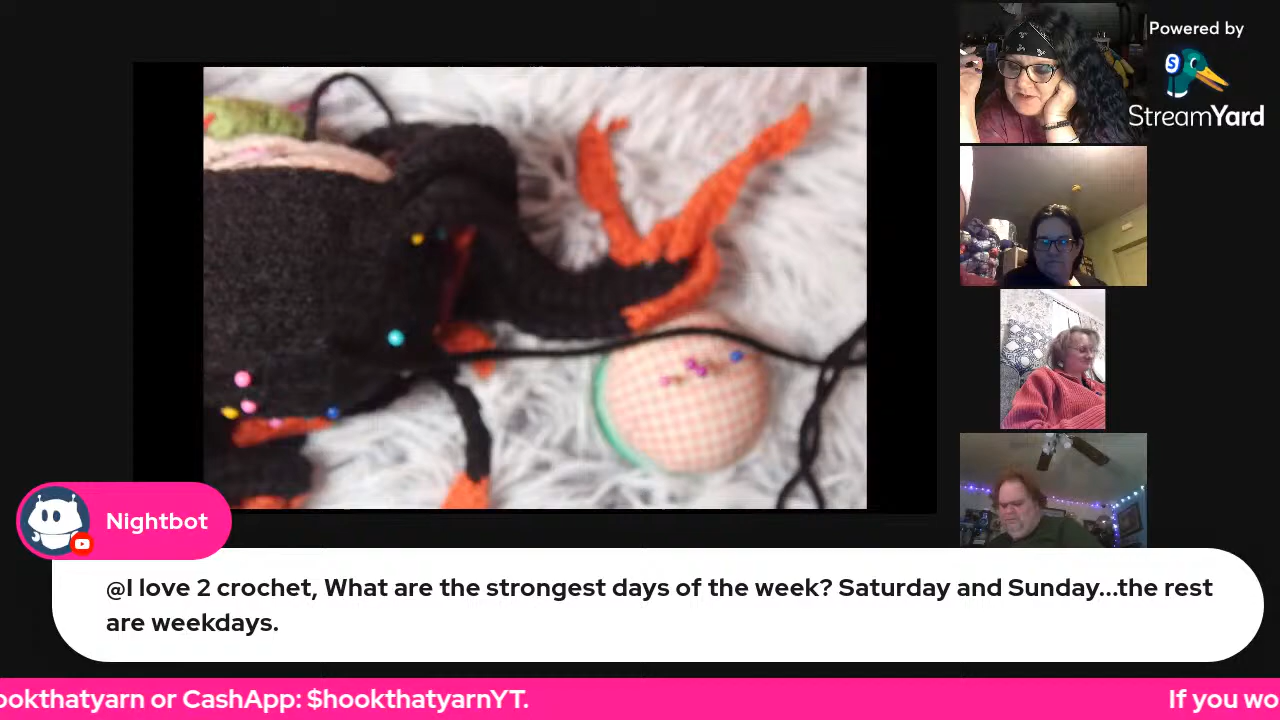 Powered by
S
StreamYard
Nightbot
@I love 2 crochet, What are the strongest days of the week? Saturday and Sunday...the rest
are weekdays.
ookthatyarn or CashApp: $hookthatyarnYT.
If you wo